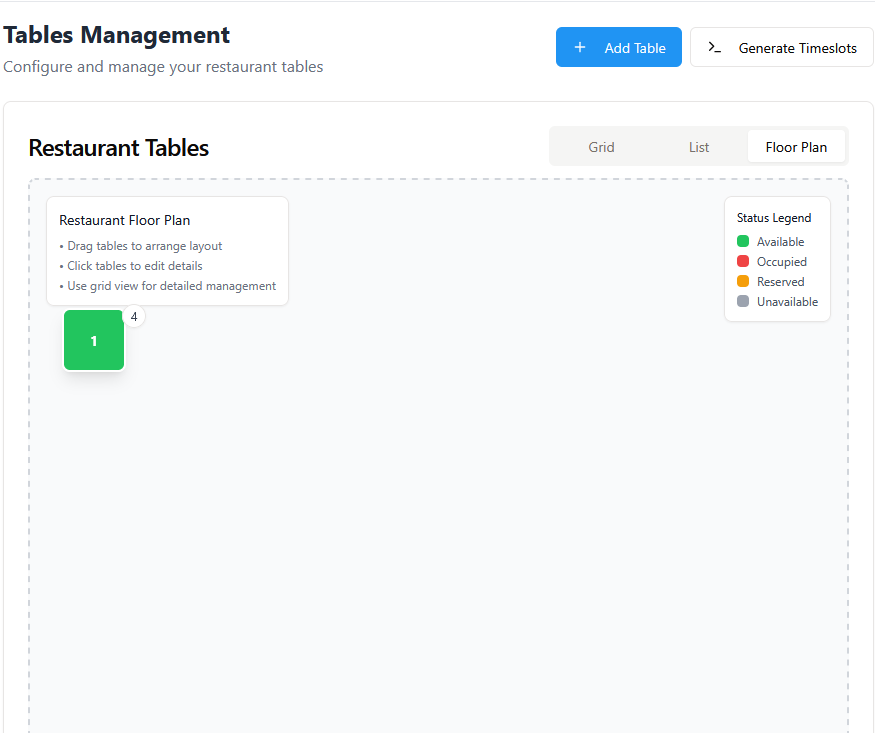 Tables Management
Configure and manage your restaurant tables
+ Add Table
>_ Generate Timeslots
Restaurant Tables
Grid
List
Floor Plan
Restaurant Floor Plan
• Drag tables to arrange layout
• Click tables to edit details
• Use grid view for detailed management
Status Legend
Available
Occupied
Reserved
Unavailable
4
1